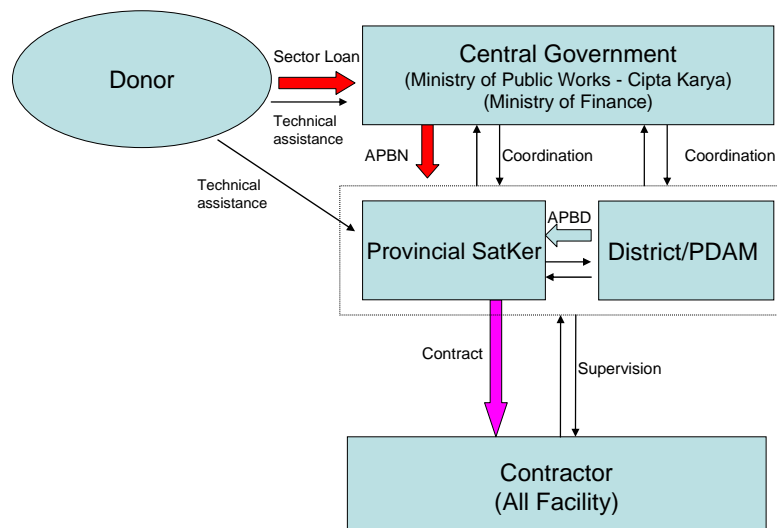 Sector Loan
Donor
Technical
assistance
Central Government
(Ministry of Public Works - Cipta Karya)
(Ministry of Finance)
APBN
Coordination
Coordination
Technical
assistance
APBD
Provincial SatKer
District/PDAM
Contract
Supervision
Contractor
(All Facility)